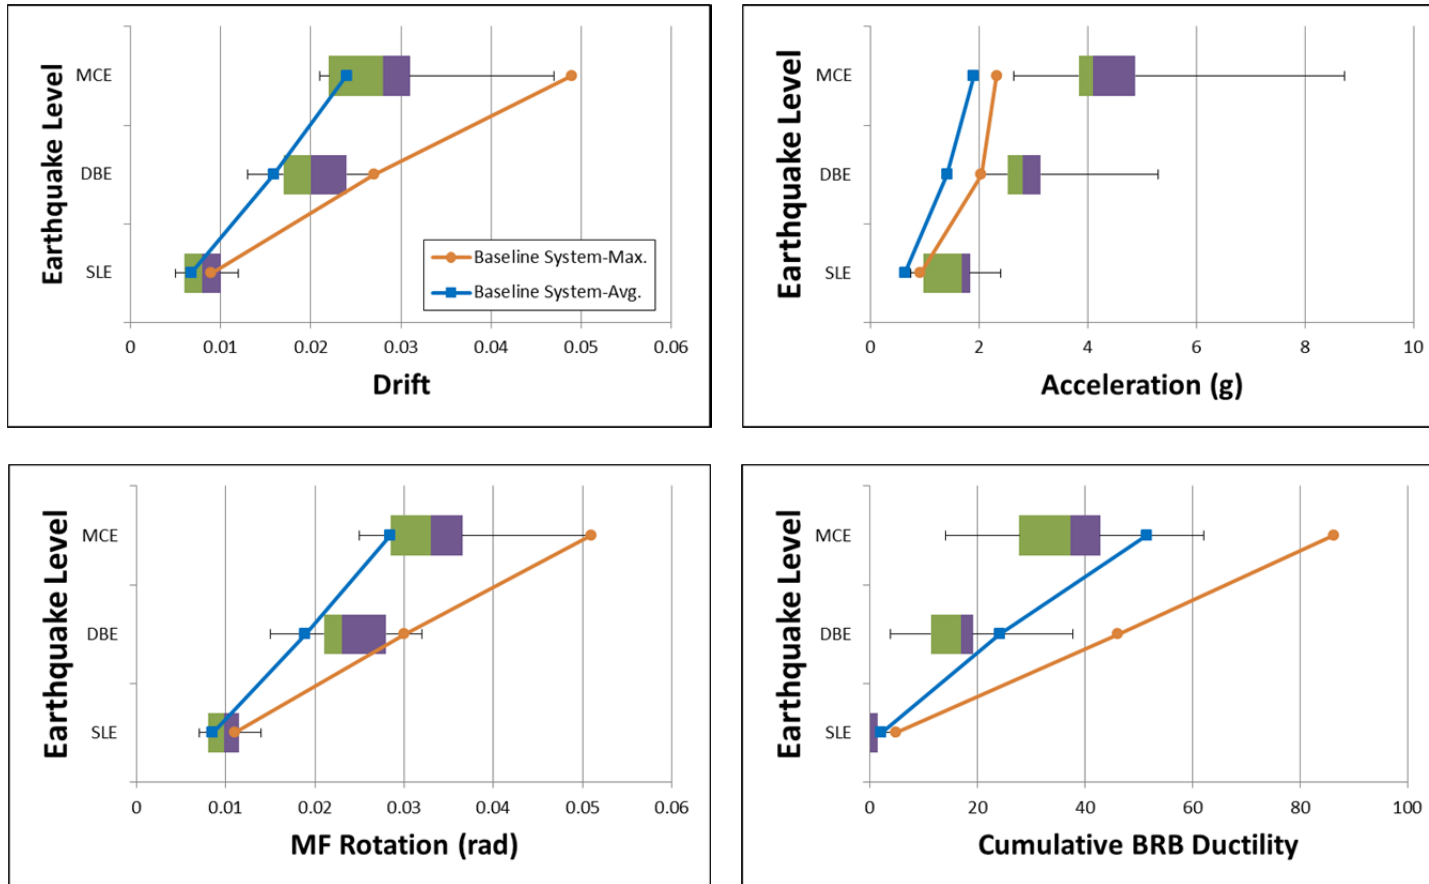 Earthquake Level
MCE
DBE
SLE
Baseline System-Max.
Baseline System-Avg.
0 0.01 0.02 0.03 0.04 0.05 0.06
Drift
Earthquake Level
MCE
DBE
SLE
0 2 4 6 8 10
Acceleration (g)
Earthquake Level
MCE
DBE
SLE
0 0.01 0.02 0.03 0.04 0.05 0.06
MF Rotation (rad)
Earthquake Level
MCE
DBE
SLE
0 20 40 60 80 100
Cumulative BRB Ductility